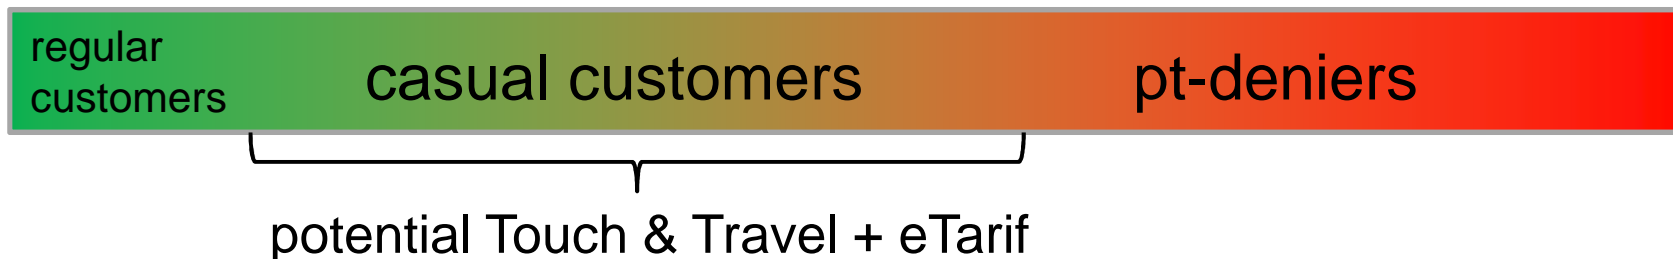 regular
customers
casual customers
pt-deniers
potential Touch & Travel + eTarif